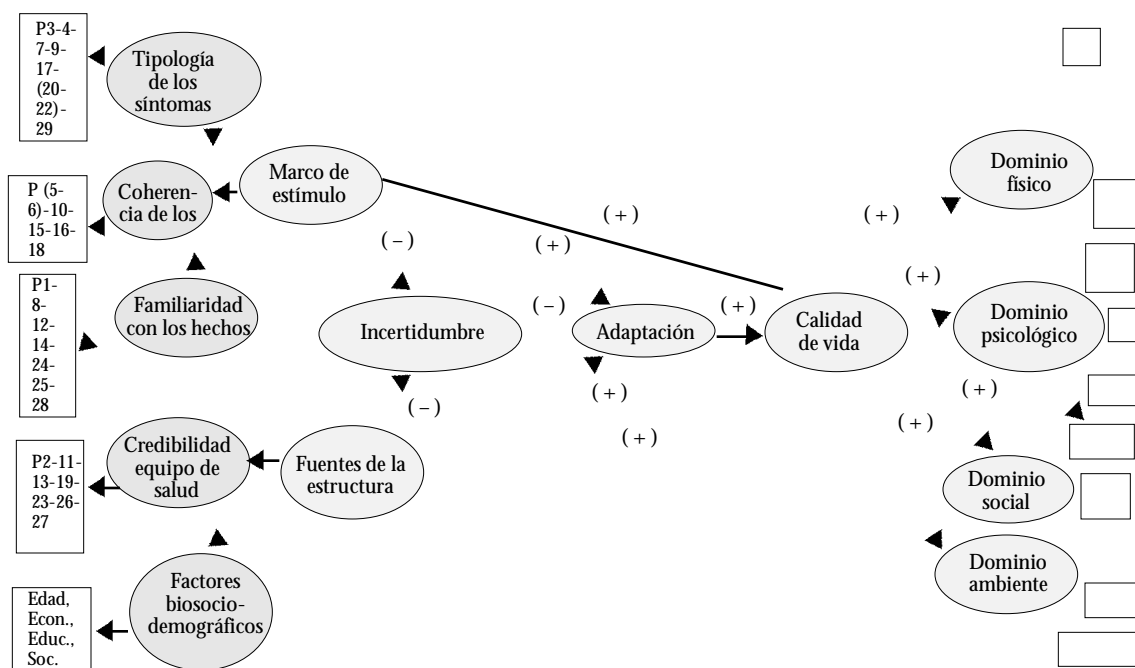 P3-4-
7-9-
17-
(20-
22)-
29
Tipología
de los
síntomas
P (5-
6)-10-
15-16-
18
Coheren-
cia de los
Marco de
estímulo
P1-
8-
12-
14-
24-
25-
28
Familiaridad
con los hechos
P2-11-
13-19-
23-26-
27
Credibilidad
equipo de
salud
Fuentes de la
estructura
Edad,
Econ.,
Educ.,
Soc.
Factores
biosocio-
demográficos
(-)
(+)
(+)
Incertidumbre
(-)
(-)
Adaptación
(+)
(+)
(+)
Calidad
de vida
(+)
(+)
(+)
(+)
Dominio
físico
Dominio
psicológico
Dominio
social
Dominio
ambiente